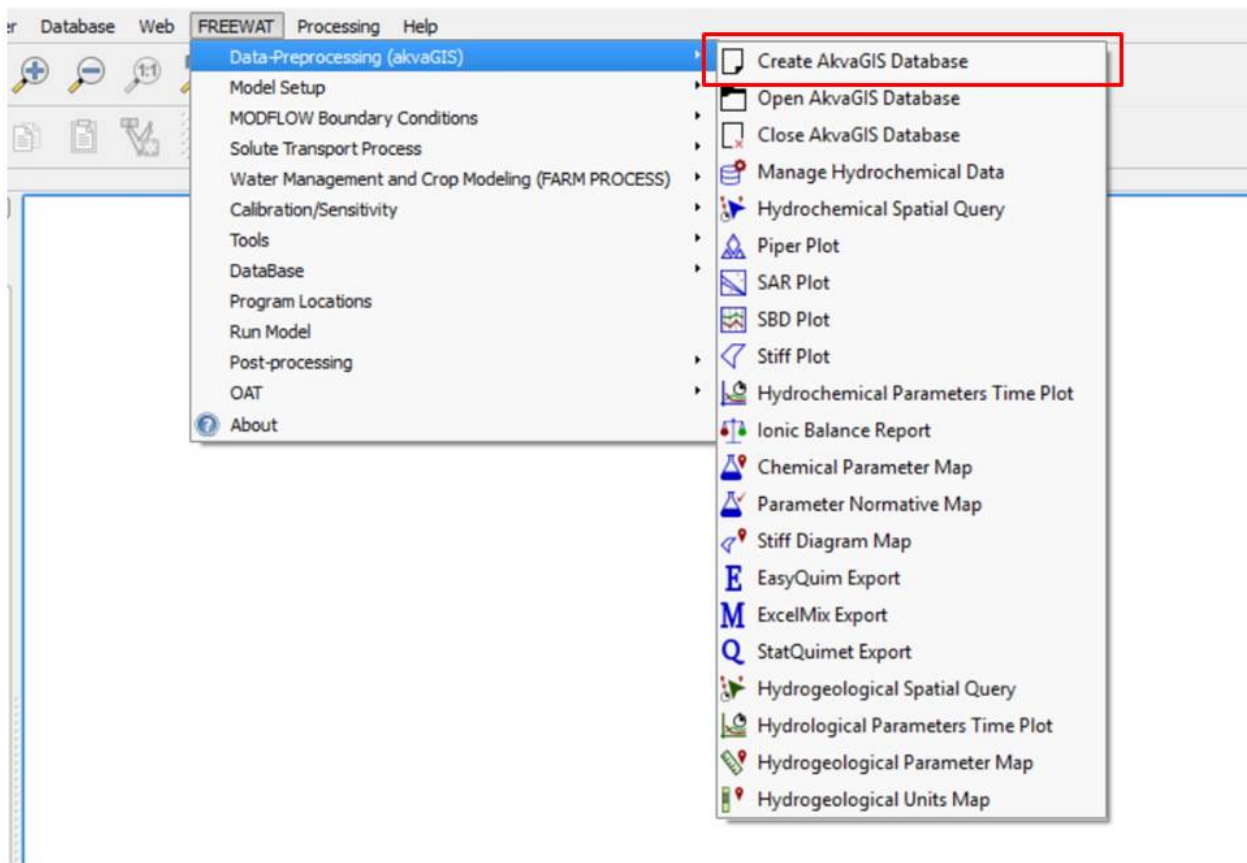 Database Web FREEWAT Processing Help
1:1
Data-Preprocessing (akvaGIS)
Model Setup
MODFLOW Boundary Conditions
Solute Transport Process
Water Management and Crop Modeling (FARM PROCESS)
Calibration/Sensitivity
Tools
DataBase
Program Locations
Run Model
Post-processing
OAT
? About
Create AkvaGIS Database
Open AkvaGIS Database
Close AkvaGIS Database
Manage Hydrochemical Data
Hydrochemical Spatial Query
Piper Plot
SAR Plot
SBD Plot
Stiff Plot
Hydrochemical Parameters Time Plot
Ionic Balance Report
Chemical Parameter Map
Parameter Normative Map
Stiff Diagram Map
E EasyQuim Export
M ExcelMix Export
Q StatQuimet Export
Hydrogeological Spatial Query
Hydrological Parameters Time Plot
Hydrogeological Parameter Map
Hydrogeological Units Map